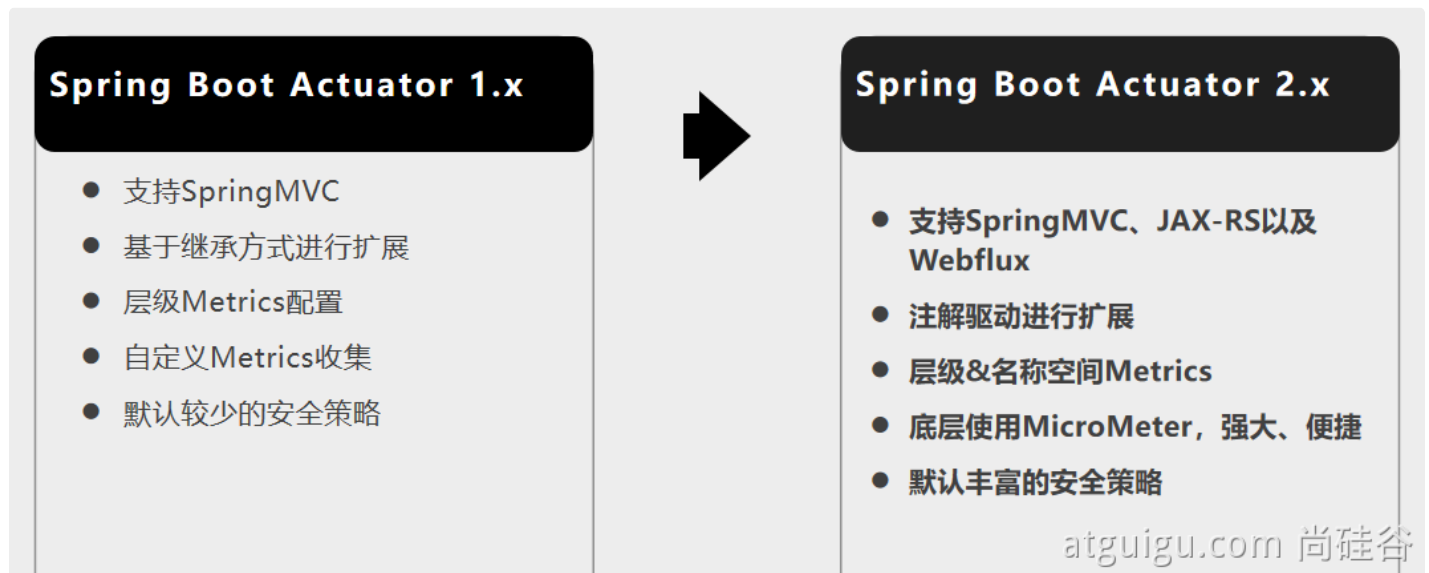 Spring Boot Actuator 1.x
支持SpringMVC
基于继承方式进行扩展
层级Metrics配置
自定义Metrics收集
默认较少的安全策略
Spring Boot Actuator 2.x
支持SpringMVC、JAX-RS以及
Webflux
注解驱动进行扩展
层级&名称空间Metrics
底层使用MicroMeter，强大、便捷
默认丰富的安全策略
atguigu.com 尚硅谷